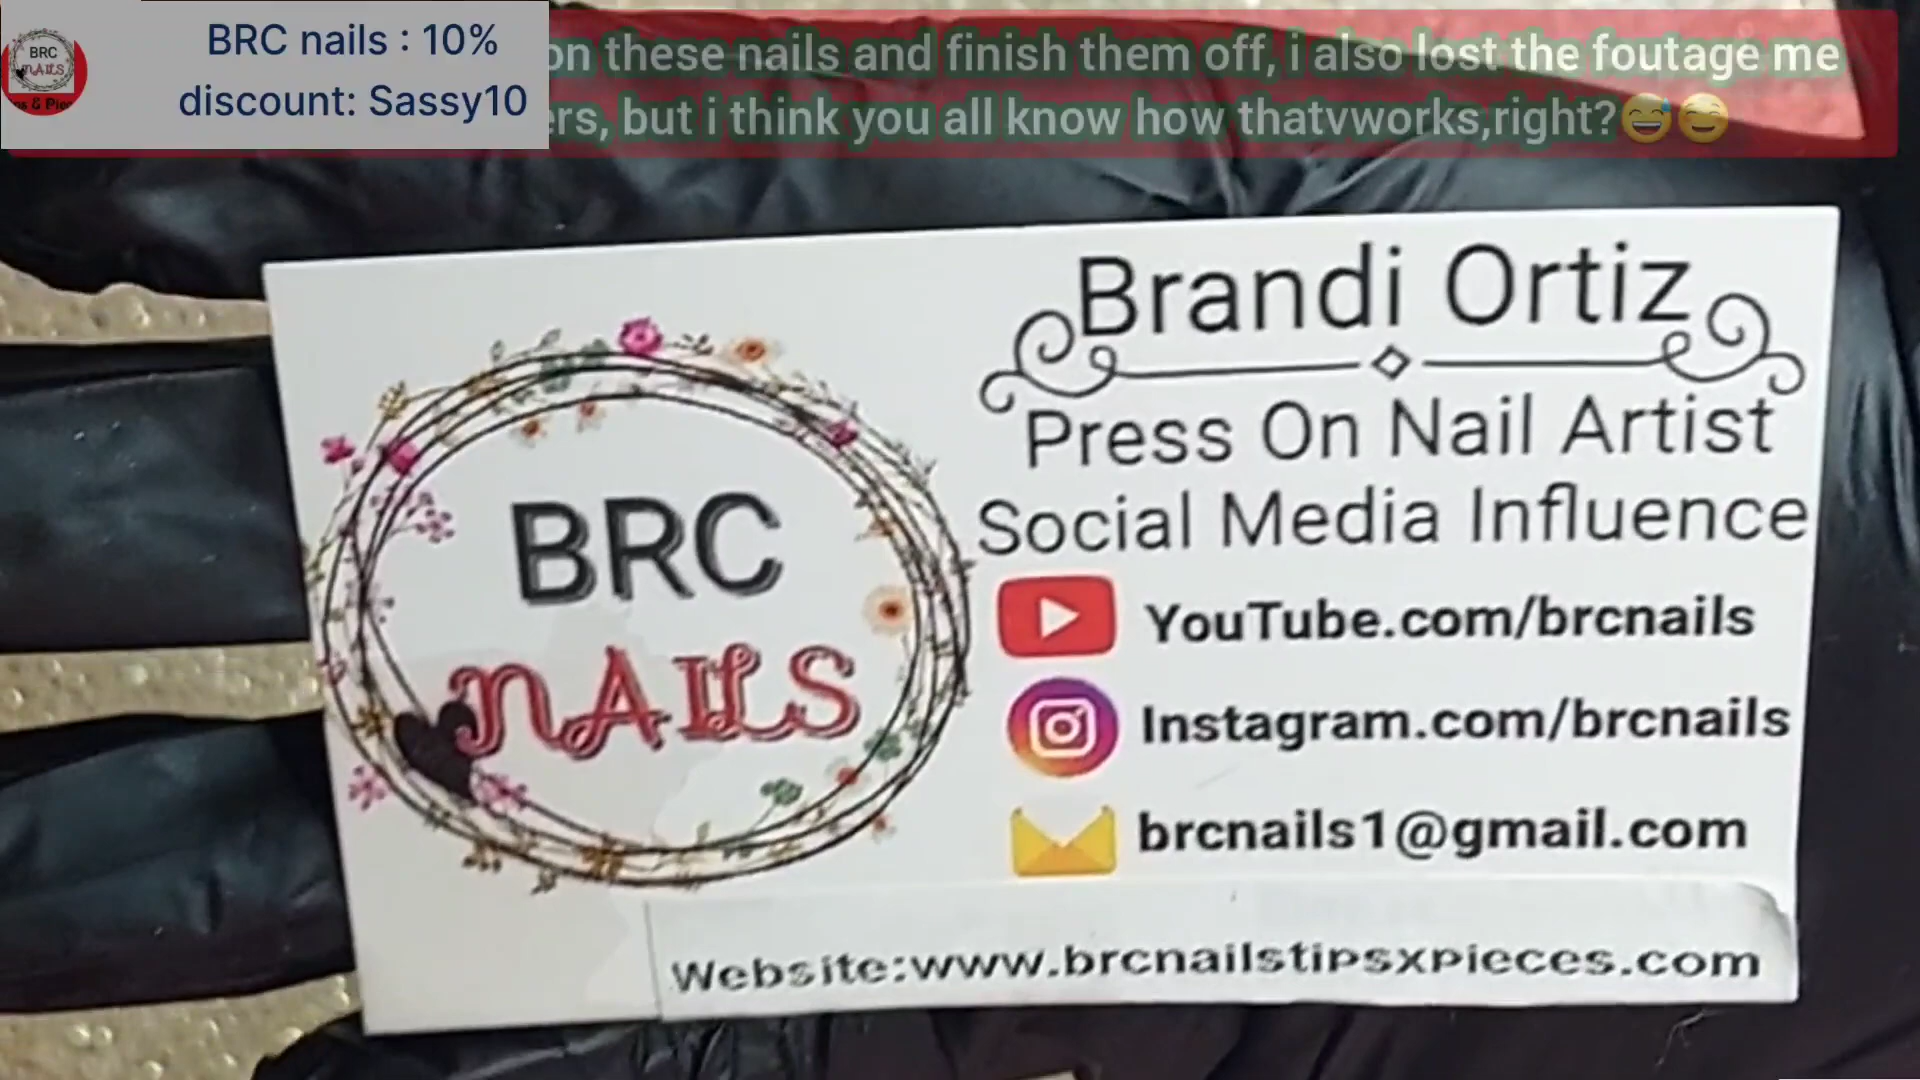 BRC nails : 10%
discount: Sassy10
on these nails and finish them off, i also lost the foutage me
ers, but i think you all know how thatvworks,right?😅😅
BRC
NAILS
BRC
NAILS
Brandi Ortiz
Press On Nail Artist
Social Media Influence
YouTube.com/brcnails
Instagram.com/brcnails
brcnails1@gmail.com
Website:www.brcnailstipsxpieces.com